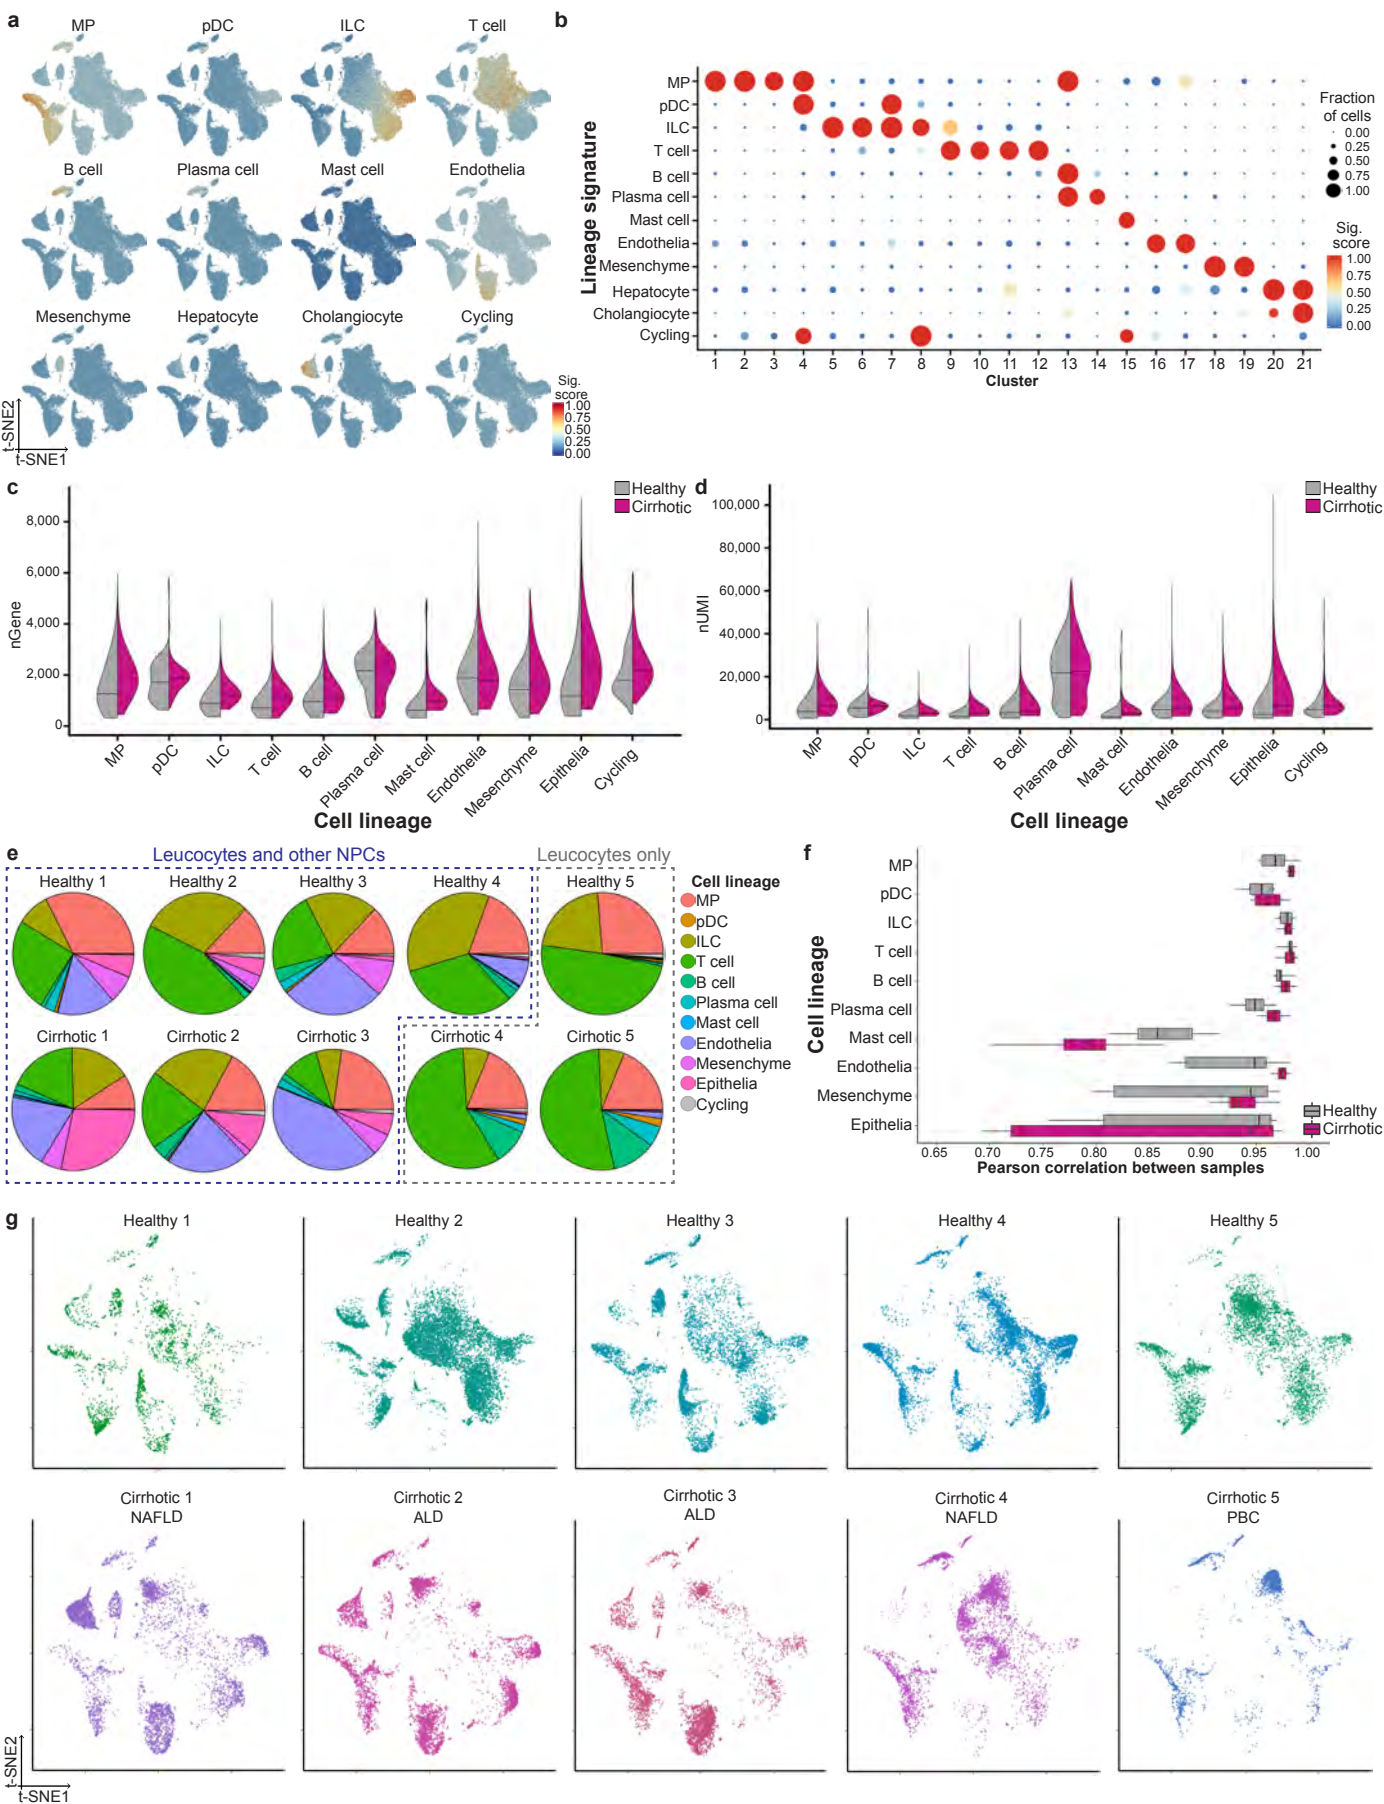 a
MP
pDC
ILC
T cell
B cell
Plasma cell
Mast cell
Endothelia
Mesenchyme
Hepatocyte
Cholangiocyte
Cycling
t-SNE2
t-SNE1
Sig.
score
1.00
0.75
0.50
0.25
0.00
b
Lineage signature
MP
pDC
ILC
T cell
B cell
Plasma cell
Mast cell
Endothelia
Mesenchyme
Hepatocyte
Cholangiocyte
Cycling
1 2 3 4 5 6 7 8 9 10 11 12 13 14 15 16 17 18 19 20 21
Cluster
Fraction
of cells
0.00
0.25
0.50
0.75
1.00
Sig.
score
1.00
0.75
0.50
0.25
0.00
c
Healthy
Cirrhotic
nGene
8,000
6,000
4,000
2,000
0
MP
pDC
ILC
T cell
B cell
Plasma cell
Mast cell
Endothelia
Mesenchyme
Epithelia
Cycling
Cell lineage
d
Healthy
Cirrhotic
nUMI
100,000
80,000
60,000
40,000
20,000
0
MP
pDC
ILC
T cell
B cell
Plasma cell
Mast cell
Endothelia
Mesenchyme
Epithelia
Cycling
Cell lineage
e
Leucocytes and other NPCs
Leucocytes only
Healthy 1
Healthy 2
Healthy 3
Healthy 4
Healthy 5
Cirrhotic 1
Cirrhotic 2
Cirrhotic 3
Cirrhotic 4
Cirrhotic 5
Cell lineage
MP
pDC
ILC
T cell
B cell
Plasma cell
Mast cell
Endothelia
Mesenchyme
Epithelia
Cycling
f
Cell lineage
MP
pDC
ILC
T cell
B cell
Plasma cell
Mast cell
Endothelia
Mesenchyme
Epithelia
Healthy
Cirrhotic
0.65 0.70 0.75 0.80 0.85 0.90 0.95 1.00
Pearson correlation between samples
g
Healthy 1
Healthy 2
Healthy 3
Healthy 4
Healthy 5
Cirrhotic 1
NAFLD
Cirrhotic 2
ALD
Cirrhotic 3
ALD
Cirrhotic 4
NAFLD
Cirrhotic 5
PBC
t-SNE2
t-SNE1